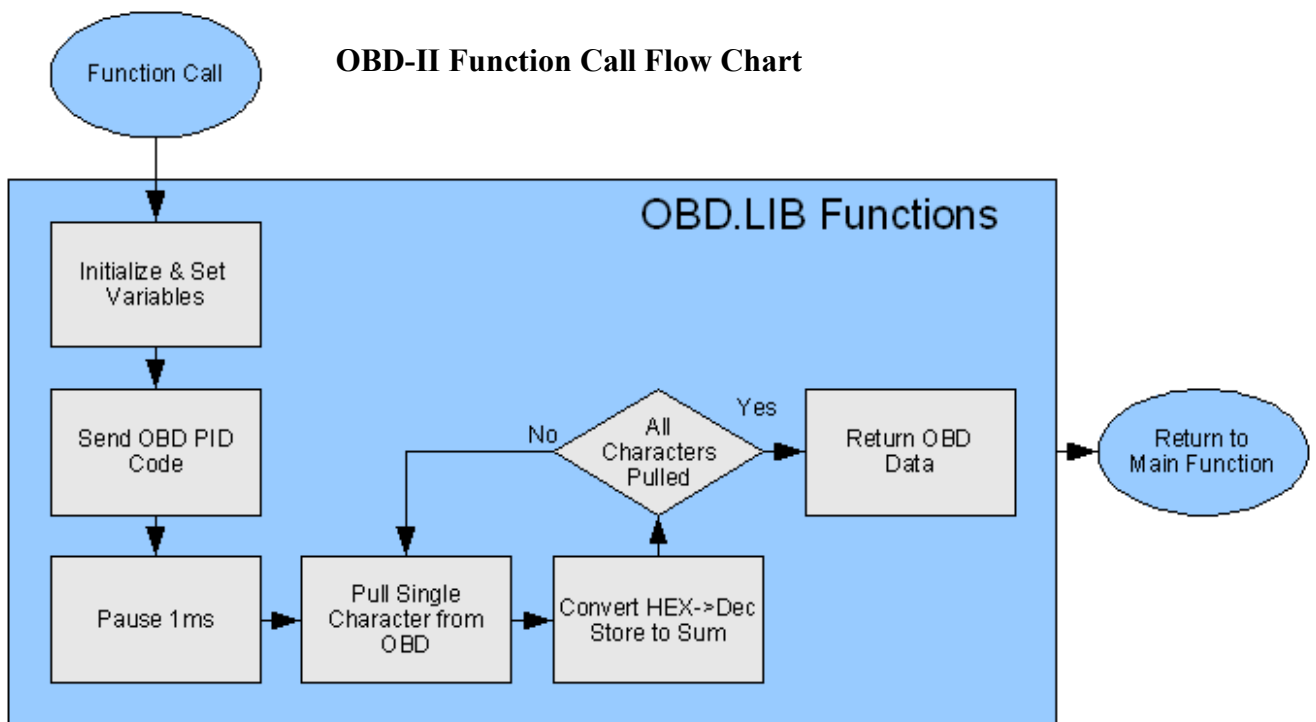 Function Call
OBD-II Function Call Flow Chart
OBD.LIB Functions
Initialize & Set
Variables
Send OBD PID
Code
Pause 1ms
Pull Single
Character from
OBD
Convert HEX->Dec
Store to Sum
All
Characters
Pulled
No
Yes
Return OBD
Data
Return to
Main Function